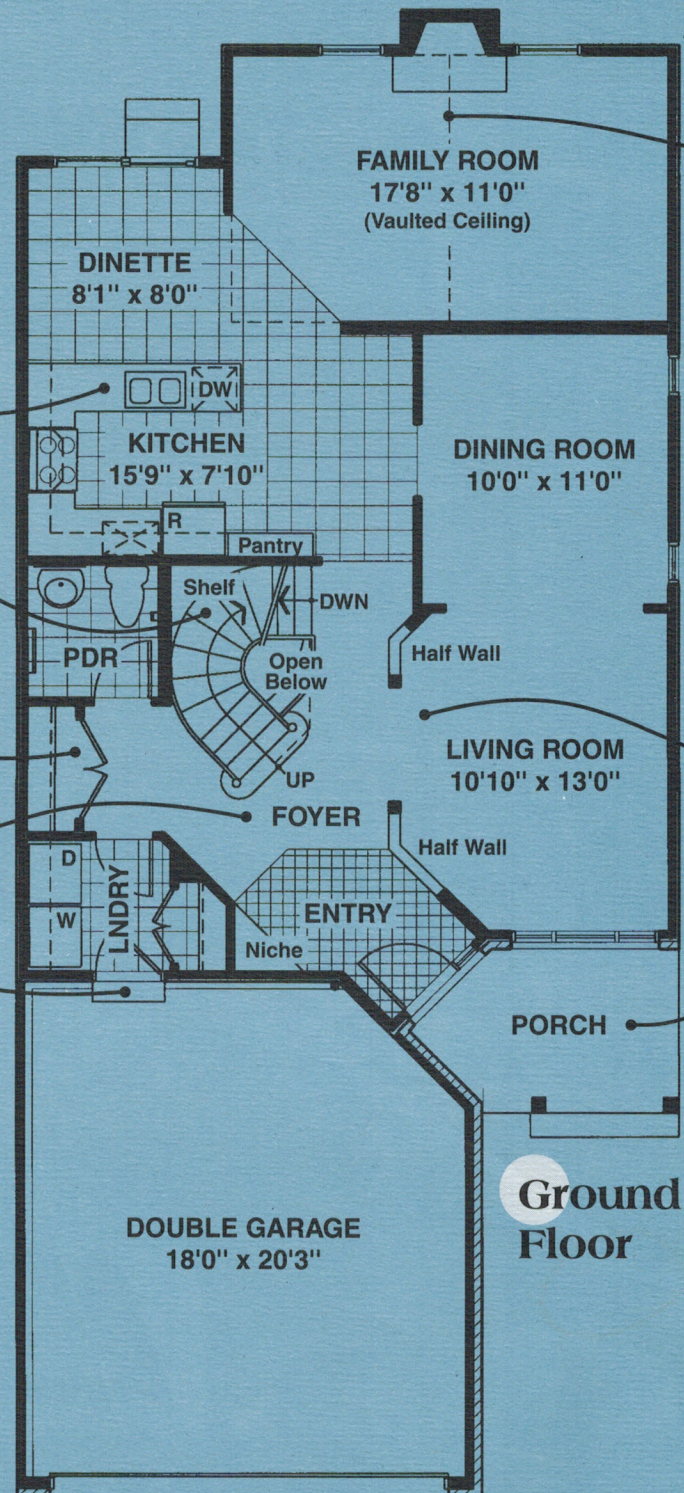 FAMILY ROOM
17'8" x 11'0"
(Vaulted Ceiling)
DINETTE
8'1" x 8'0"
DW
KITCHEN
15'9" x 7'10"
DINING ROOM
10'0" x 11'0"
R
Pantry
Shelf
DWN
PDR
Open
Below
Half Wall
LIVING ROOM
10'10" x 13'0"
UP
FOYER
Half Wall
D
W
LNDRY
ENTRY
Niche
PORCH
Ground
Floor
DOUBLE GARAGE
18'0" x 20'3"